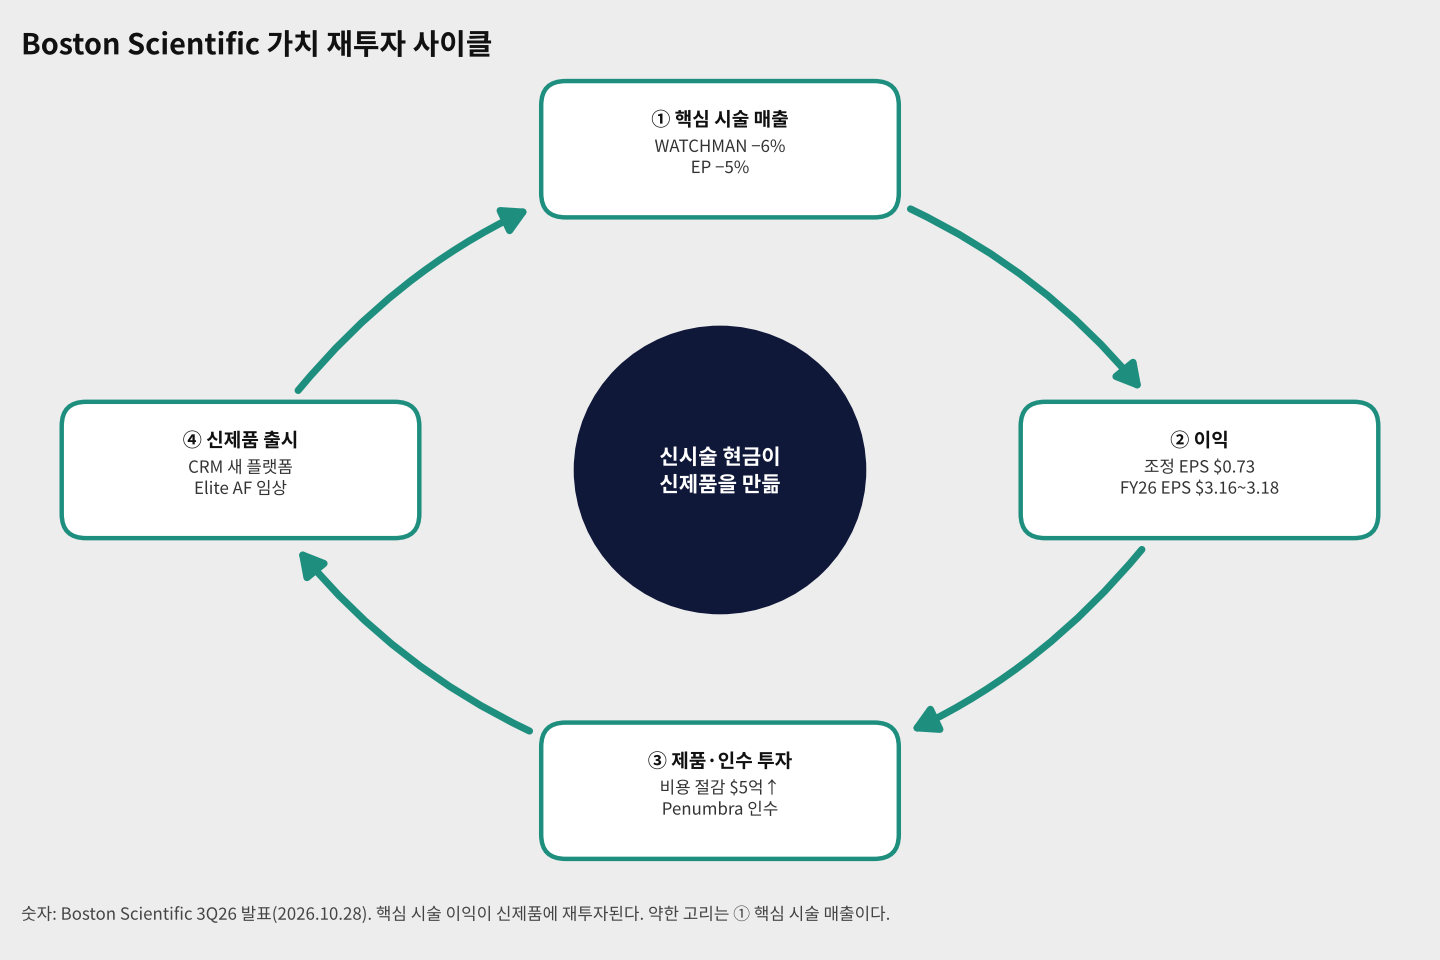 Boston Scientific 가치 재투자 사이클
① 핵심 시술 매출
WATCHMAN −6%
EP −5%
④ 신제품 출시
CRM 새 플랫폼
Elite AF 임상
신시술 현금이
신제품을 만듦
② 이익
조정 EPS $0.73
FY26 EPS $3.16~3.18
③ 제품·인수 투자
비용 절감 $5억↑
Penumbra 인수
숫자: Boston Scientific 3Q26 발표(2026.10.28). 핵심 시술 이익이 신제품에 재투자된다. 약한 고리는 ① 핵심 시술 매출이다.